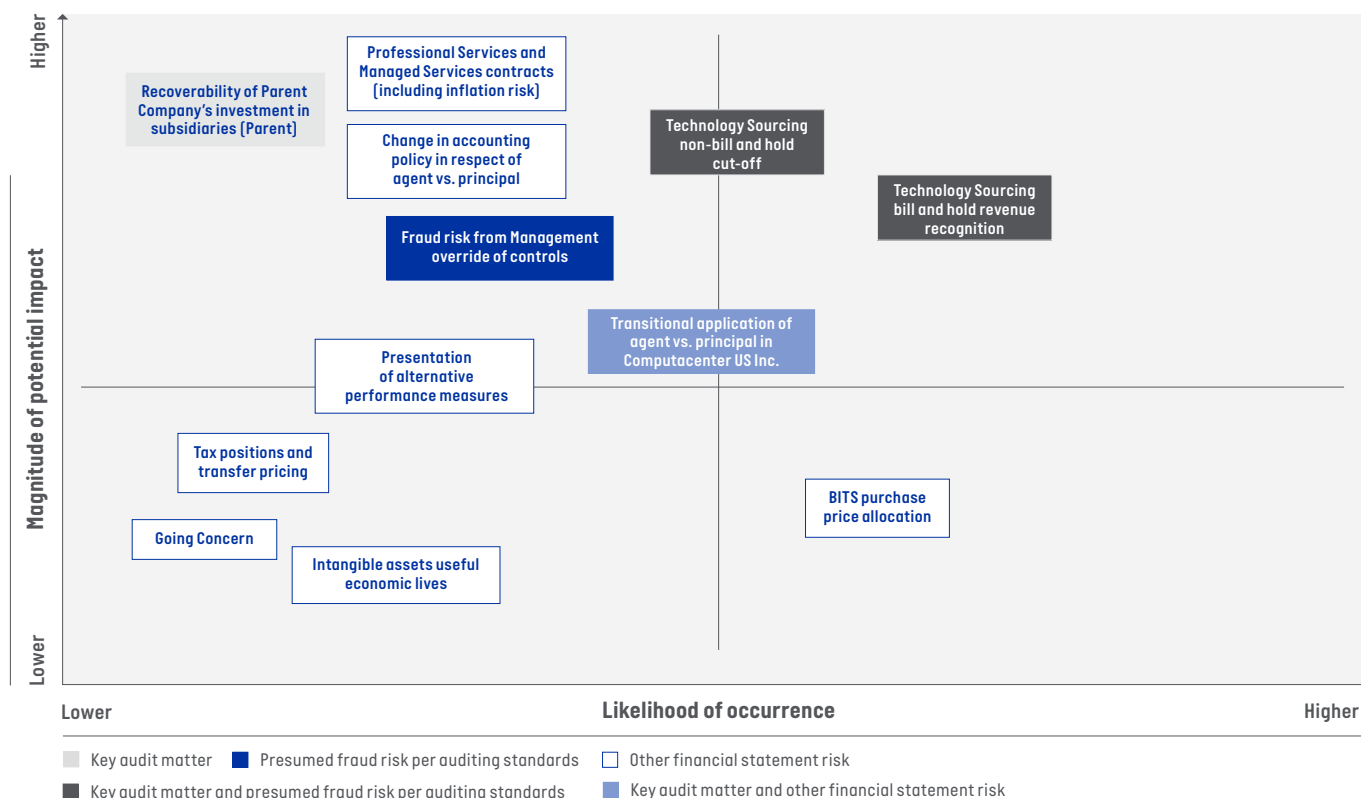 Higher
Magnitude of potential impact
Lower
Professional Services and
Managed Services contracts
(including inflation risk)
Recoverability of Parent
Company's investment in
subsidiaries (Parent)
Technology Sourcing
non-bill and hold
cut-off
Change in accounting
policy in respect of
agent vs. principal
Technology Sourcing
bill and hold revenue
recognition
Fraud risk from Management
override of controls
Transitional application of
agent vs. principal in
Computacenter US Inc.
Presentation
of alternative
performance measures
Tax positions and
transfer pricing
BITS purchase
price allocation
Going Concern
Intangible assets useful
economic lives
Lower
Likelihood of occurrence
Higher
Key audit matter
Presumed fraud risk per auditing standards
Other financial statement risk
Key audit matter and presumed fraud risk per auditing standards
Key audit matter and other financial statement risk